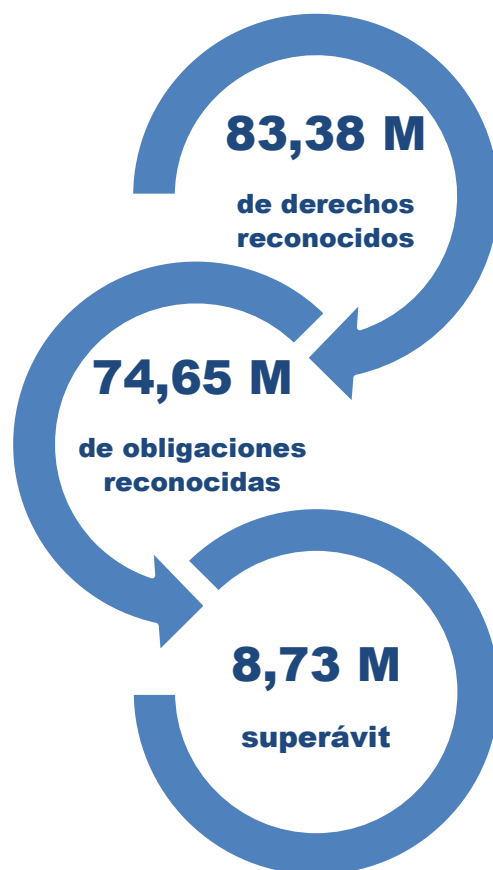 83,38 M
de derechos
reconocidos
74,65 M
de obligaciones
reconocidas
8,73 M
superávit